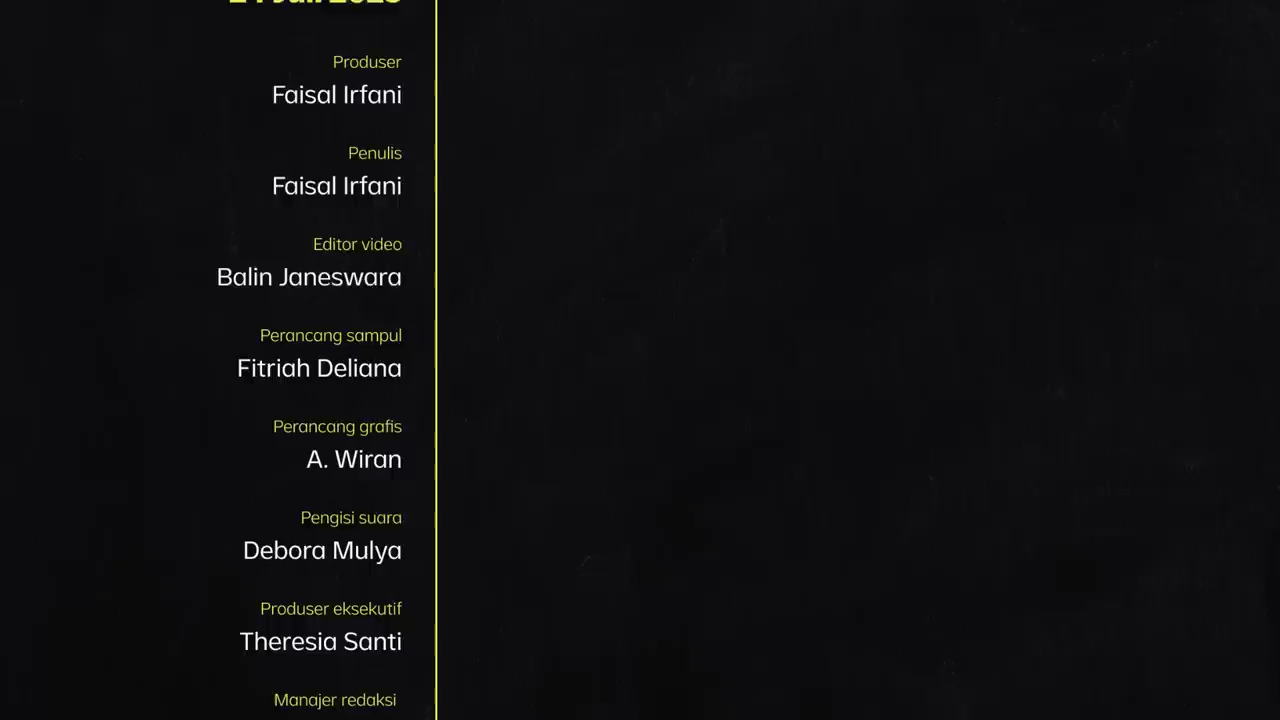 Produser
Faisal Irfani
Penulis
Faisal Irfani
Editor video
Balin Janeswara
Perancang sampul
Fitriah Deliana
Perancang grafis
A. Wiran
Pengisi suara
Debora Mulya
Produser eksekutif
Theresia Santi
Manajer redaksi